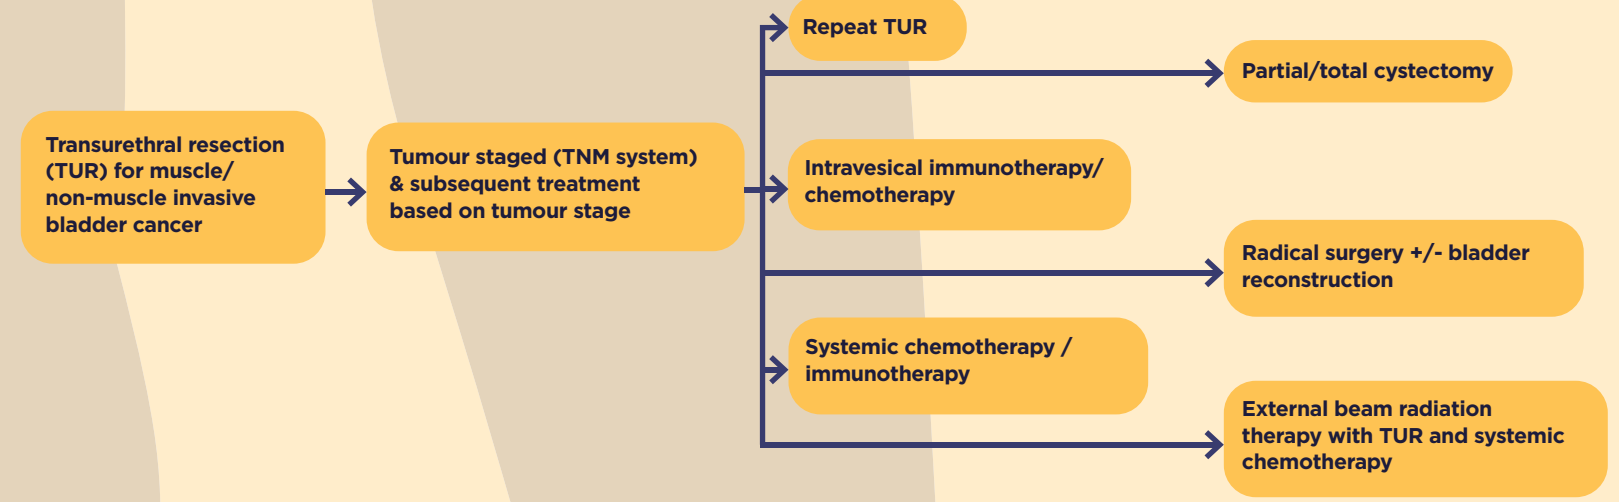 Transurethral resection
(TUR) for muscle/
non-muscle invasive
bladder cancer
Tumour staged (TNM system)
& subsequent treatment
based on tumour stage
Repeat TUR
Partial/total cystectomy
Intravesical immunotherapy/
chemotherapy
Radical surgery +/- bladder
reconstruction
Systemic chemotherapy /
immunotherapy
External beam radiation
therapy with TUR and systemic
chemotherapy